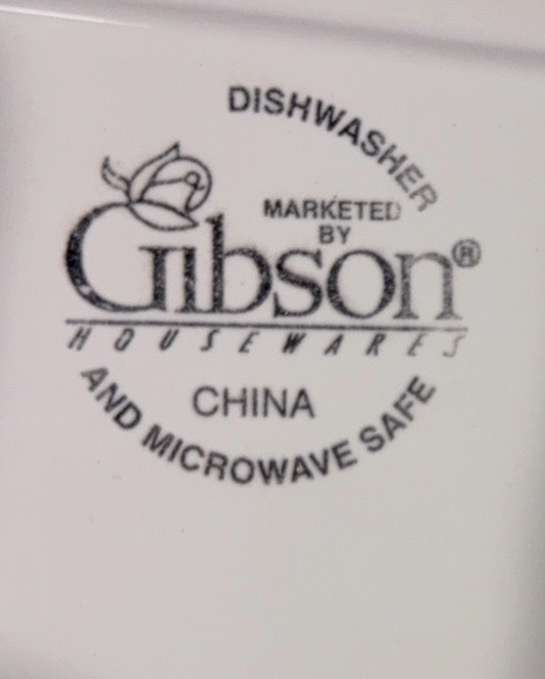 DISHWASHER
MARKETED
BY
Gibson®
HOUSEWARES
CHINA
AND MICROWAVE SAFE